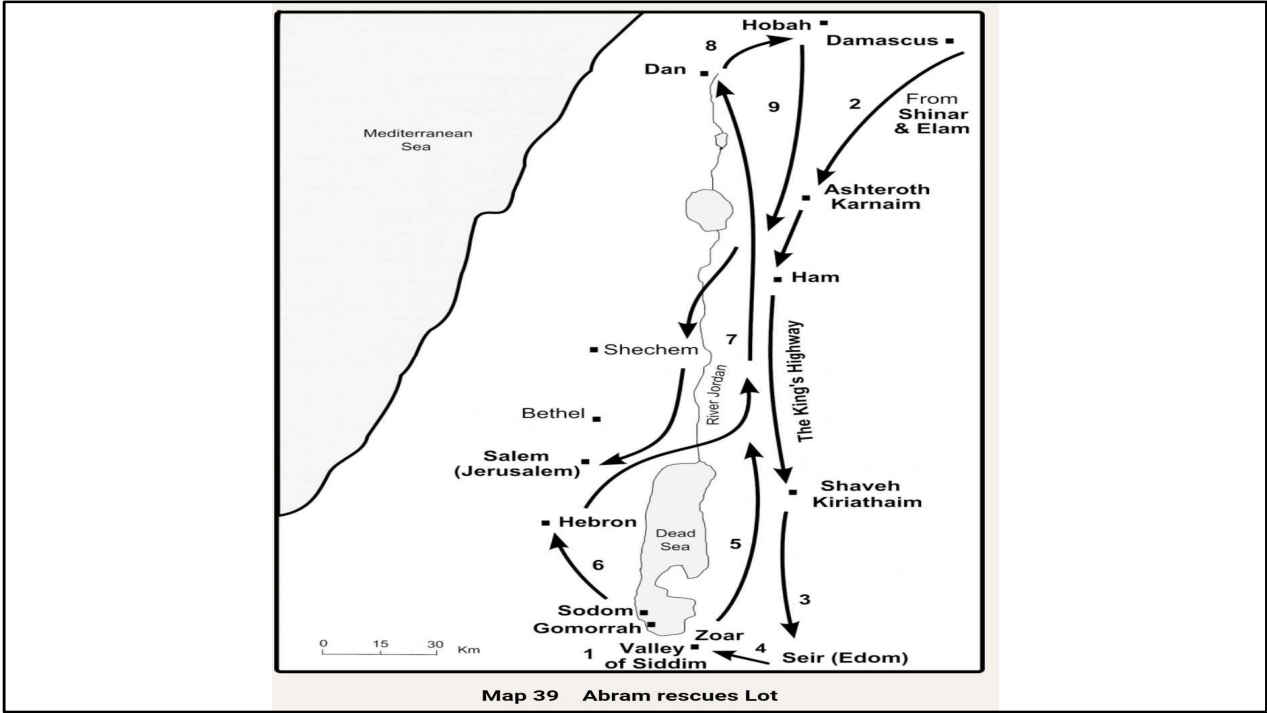 Hobah
Damascus
8
Dan
9
2
From
Shinar
& Elam
Mediterranean
Sea
Ashteroth
Karnaim
Ham
7
Shechem
River Jordan
The King's Highway
Bethel
Salem
(Jerusalem)
Shaveh
Kiriathaim
Hebron
Dead
Sea
5
6
3
Sodom
Gomorrah
Zoar
0 15 30 Km
1
Valley
of Siddim
4
Seir (Edom)
Map 39 Abram rescues Lot